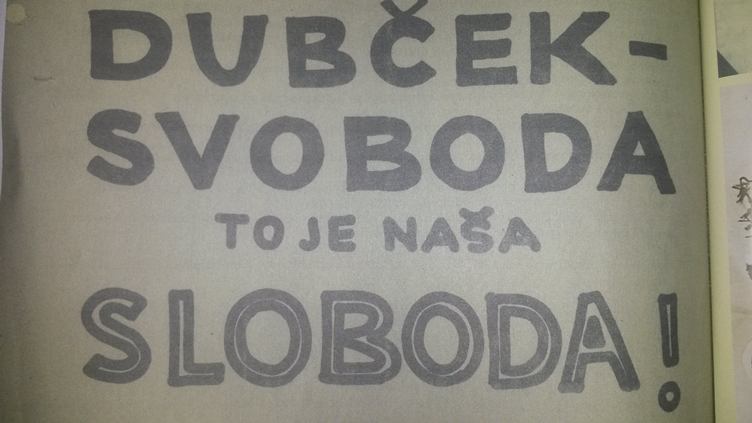 DUBČEK-
SVOBODA
TO JE NAŠA
SLOBODA!